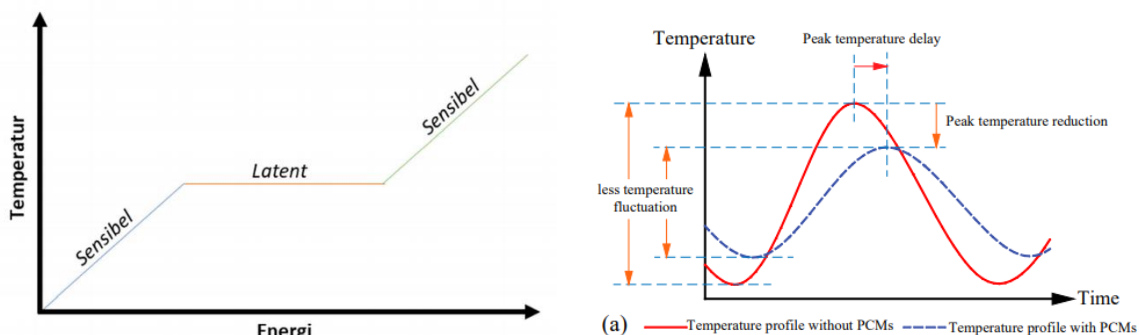 Temperatur
Sensibel
Latent
Sensibel
Energi
Temperature
Peak temperature delay
Peak temperature reduction
less temperature
fluctuation
Time
(a)
Temperature profile without PCMs
Temperature profile with PCMs